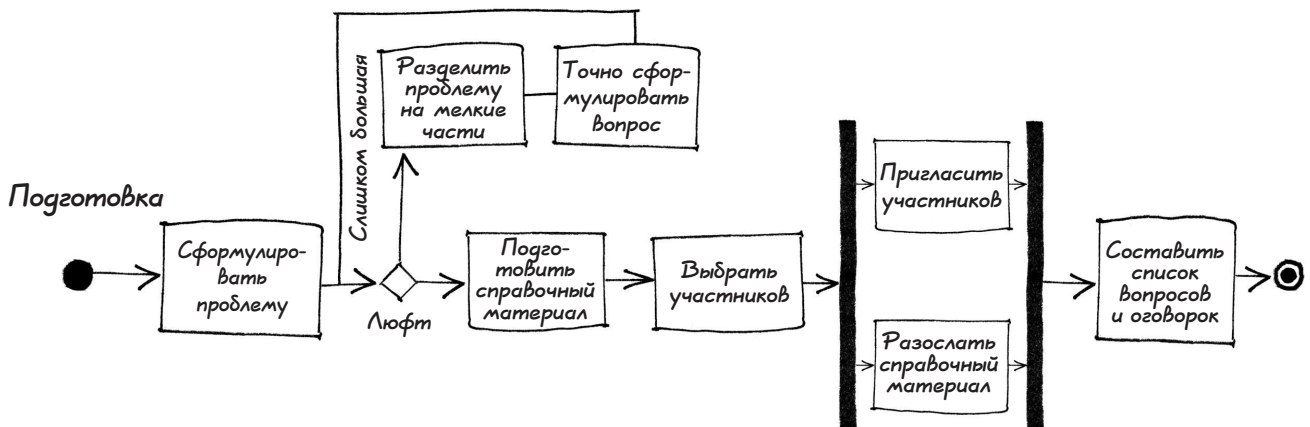 Подготовка
Сформулиро-
вать
проблему
Слишком большая
Разделить
проблему
на мелкие
части
Точно сфор-
мулировать
вопрос
Люфт
Подго-
товить
справочный
материал
Выбрать
участников
Пригласить
участников
Разослать
справочный
материал
Составить
список
вопросов
и оговорок